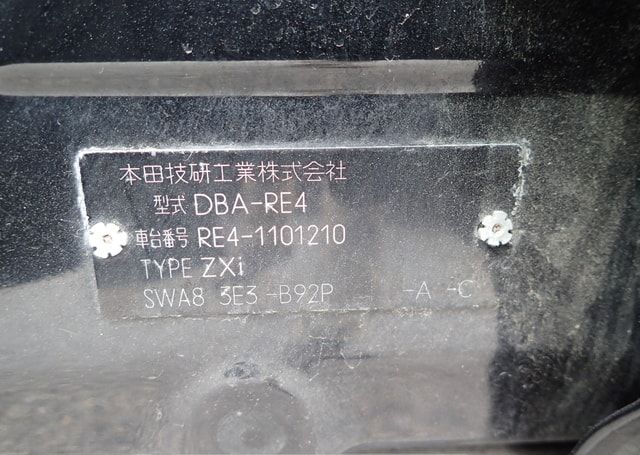 本田技研工業株式会社
型式 DBA-RE4
車台番号 RE4-1101210
TYPE ZXi
SWA8 3E3 -B92P -A -C